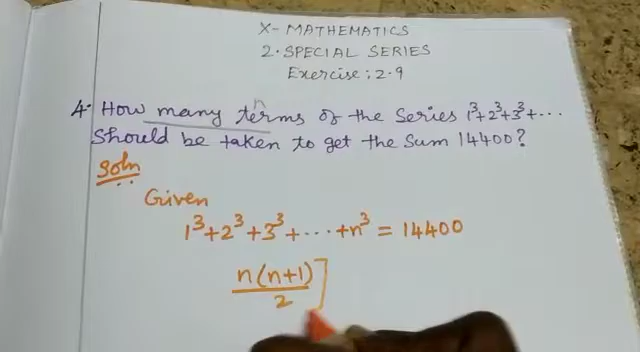 X- MATHEMATICS
2. SPECIAL SERIES
Exercise: 2.9
n
4. How many terms of the Series 1³+2³+3³+...
Should be taken to get the Sum 14400?
Soln
Given
1³+2³+3³+...+n³ = 14400
n(n+1)
2 ]